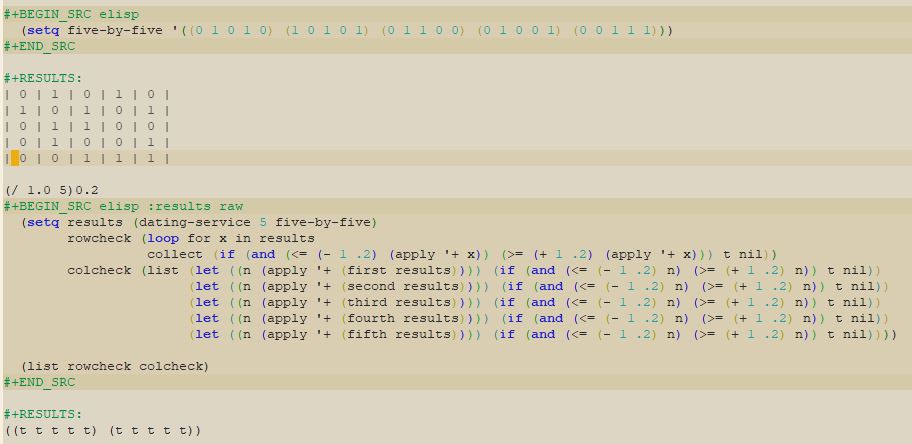 #+BEGIN_SRC elisp
(setq five-by-five '((0 1 0 1 0) (1 0 1 0 1) (0 1 1 0 0) (0 1 0 0 1) (0 0 1 1 1)))
#+END_SRC
#+RESULTS:
| 0 | 1 | 0 | 1 | 0 |
| 1 | 0 | 1 | 0 | 1 |
| 0 | 1 | 1 | 0 | 0 |
| 0 | 1 | 0 | 0 | 1 |
| 0 | 0 | 1 | 1 | 1 |
(/ 1.0 5)0.2
#+BEGIN_SRC elisp :results raw
(setq results (dating-service 5 five-by-five)
rowcheck (loop for x in results
collect (if (and (<= (- 1 .2) (apply '+ x)) (>= (+ 1 .2) (apply '+ x))) t nil))
colcheck (list (let ((n (apply '+ (first results)))) (if (and (<= (- 1 .2) n) (>= (+ 1 .2) n)) t nil))
(let ((n (apply '+ (second results)))) (if (and (<= (- 1 .2) n) (>= (+ 1 .2) n)) t nil))
(let ((n (apply '+ (third results)))) (if (and (<= (- 1 .2) n) (>= (+ 1 .2) n)) t nil))
(let ((n (apply '+ (fourth results)))) (if (and (<= (- 1 .2) n) (>= (+ 1 .2) n)) t nil))
(let ((n (apply '+ (fifth results)))) (if (and (<= (- 1 .2) n) (>= (+ 1 .2) n)) t nil))))
(list rowcheck colcheck)
#+END_SRC
#+RESULTS:
((t t t t t) (t t t t t))